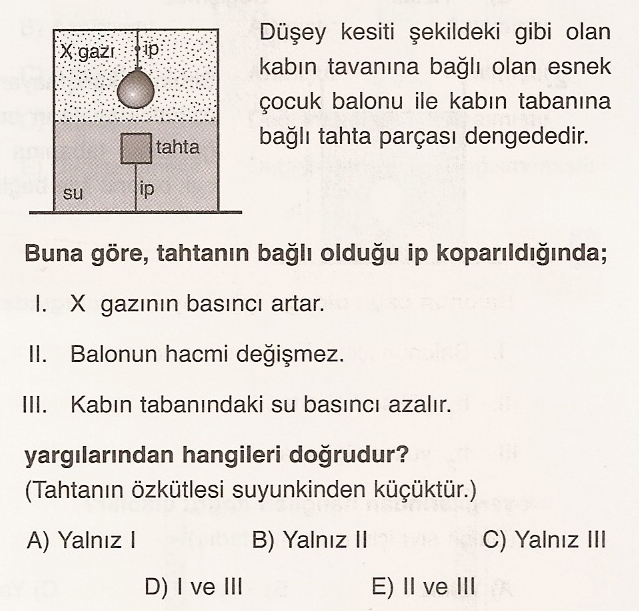 X gazı
ip
tahta
su
ip
Düşey kesiti şekildeki gibi olan
kabın tavanına bağlı olan esnek
çocuk balonu ile kabın tabanına
bağlı tahta parçası dengededir.
Buna göre, tahtanın bağlı olduğu ip koparıldığında;
I. X gazının basıncı artar.
II. Balonun hacmi değişmez.
III. Kabın tabanındaki su basıncı azalır.
yargılarından hangileri doğrudur?
(Tahtanın özkütlesi suyunkinden küçüktür.)
A) Yalnız I B) Yalnız II C) Yalnız III
D) I ve III E) II ve III